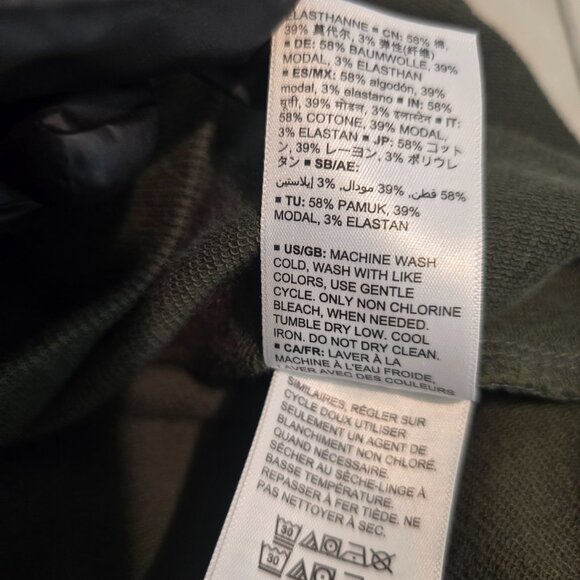 ELASTHANNE ■ CN: 58% 棉,
39% 莫代尔, 3% 弹性(纤维)
■ DE: 58% BAUMWOLLE, 39%
MODAL, 3% ELASTHAN
■ ES/MX: 58% algodón, 39%
modal, 3% elastano ■ IN: 58%
39% मोडल, 3% ■ IT:
58% COTONE, 39% MODAL,
3% ELASTAN ■ JP: 58% コット
ン, 39% レーヨン, 3% ポリウレ
タン ■ SB/AE:
58% قطن, 39% مودال, 3% إيلاستين
■ TU: 58% PAMUK, 39%
MODAL, 3% ELASTAN
■ US/GB: MACHINE WASH
COLD, WASH WITH LIKE
COLORS, USE GENTLE
CYCLE. ONLY NON CHLORINE
BLEACH, WHEN NEEDED.
TUMBLE DRY LOW. COOL
IRON. DO NOT DRY CLEAN.
■ CA/FR: LAVER À LA
MACHINE À L'EAU FROIDE,
LAVER AVEC DES COULEURS
SIMILAIRES, RÉGLER SUR
CYCLE DOUX UTILISER
SEULEMENT UN AGENT DE
BLANCHIMENT NON CHLORÉ,
QUAND NÉCESSAIRE.
SÉCHER AU SÈCHE-LINGE À
BASSE TEMPÉRATURE.
REPASSER À FER TIÈDE. NE
PAS NETTOYER À SEC.
30
30